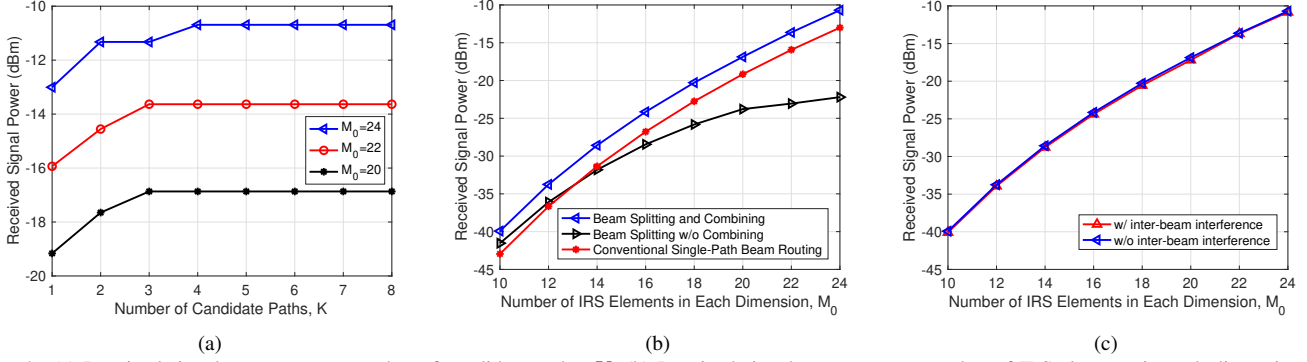 -10
-12
-14
-16
-18
-20
Received Signal Power (dBm)
M_0=24
M_0=22
M_0=20
1 2 3 4 5 6 7 8
Number of Candidate Paths, K
(a)
-10
-15
-20
-25
-30
-35
-40
-45
Received Signal Power (dBm)
Beam Splitting and Combining
Beam Splitting w/o Combining
Conventional Single-Path Beam Routing
10 12 14 16 18 20 22 24
Number of IRS Elements in Each Dimension, M_0
(b)
-10
-15
-20
-25
-30
-35
-40
-45
Received Signal Power (dBm)
w/ inter-beam interference
w/o inter-beam interference
10 12 14 16 18 20 22 24
Number of IRS Elements in Each Dimension, M_0
(c)